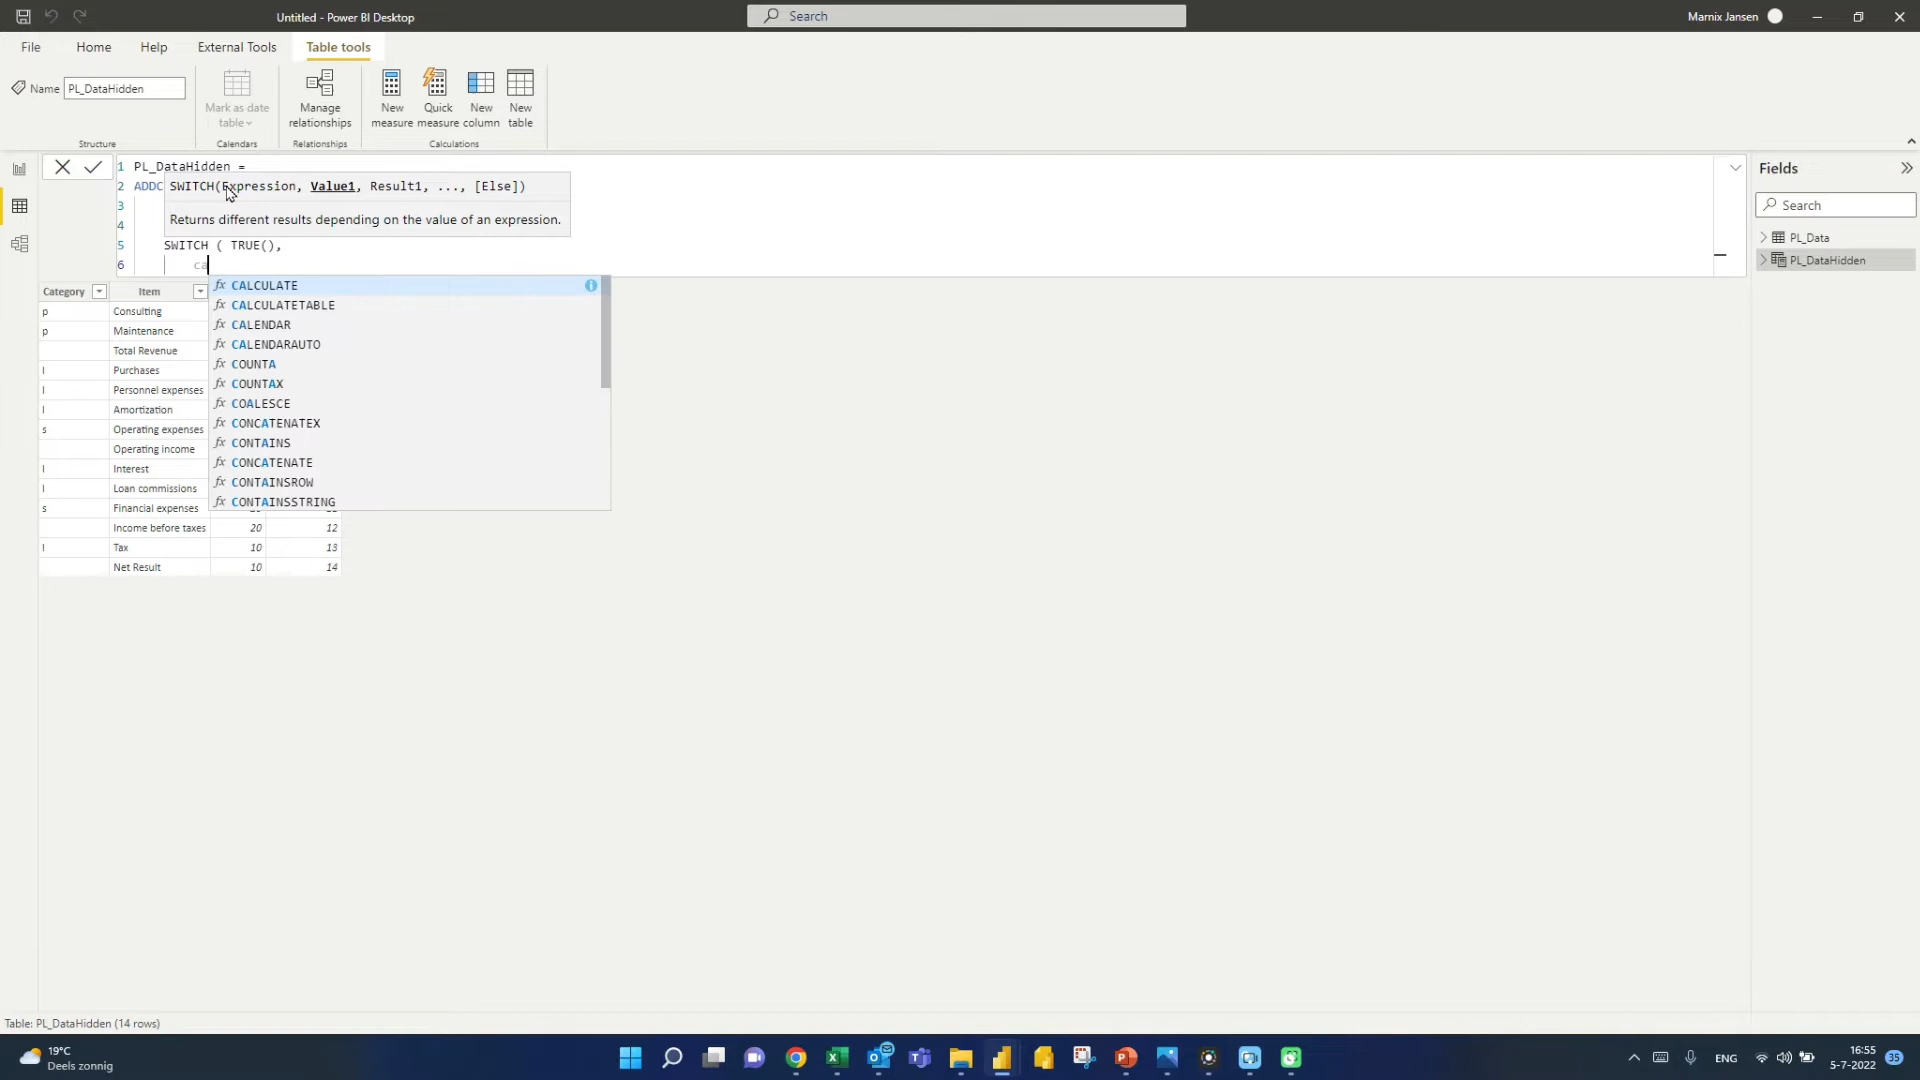 Untitled - Power BI Desktop
Search
Marnix Jansen
File
Home
Help
External Tools
Table tools
Name
PL_DataHidden
Mark as date
table
Manage
relationships
New
measure
Quick
measure
New
column
New
table
Structure
Calendars
Relationships
Calculations
1 PL_DataHidden =
2 ADDC
3
4
5 SWITCH ( TRUE(),
6 ca
SWITCH(Expression, Value1, Result1, ..., [Else])
Returns different results depending on the value of an expression.
CALCULATE
CALCULATETABLE
CALENDAR
CALENDARAUTO
COUNTA
COUNTAX
COALESCE
CONCATENATEX
CONTAINS
CONCATENATE
CONTAINSROW
CONTAINSSTRING
Category Item
p Consulting
p Maintenance
Total Revenue
l Purchases
l Personnel expenses
l Amortization
s Operating expenses
Operating income
l Interest
l Loan commissions
s Financial expenses
Income before taxes 20 12
l Tax 10 13
Net Result 10 14
Fields
Search
PL_Data
PL_DataHidden
Table: PL_DataHidden (14 rows)
19°C
Deels zonnig
ENG
16:55
5-7-2022
35